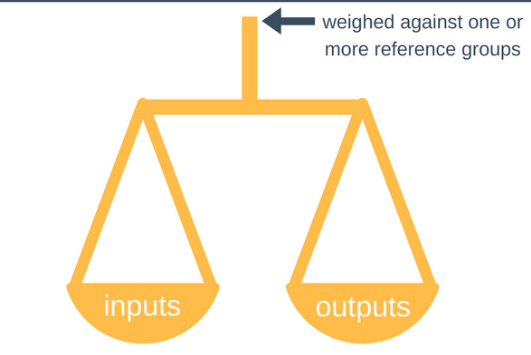 weighed against one or
more reference groups
inputs
outputs